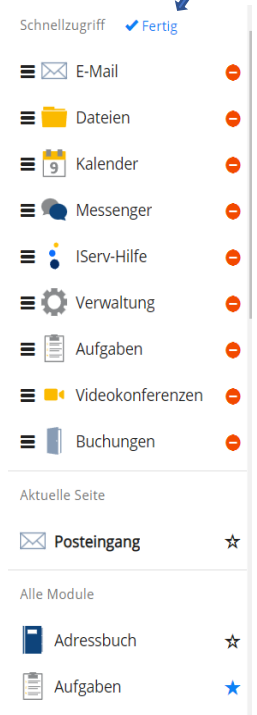 Schnellzugriff Fertig
E-Mail
Dateien
9 Kalender
Messenger
IServ-Hilfe
Verwaltung
Aufgaben
Videokonferenzen
Buchungen
Aktuelle Seite
Posteingang
Alle Module
Adressbuch
Aufgaben